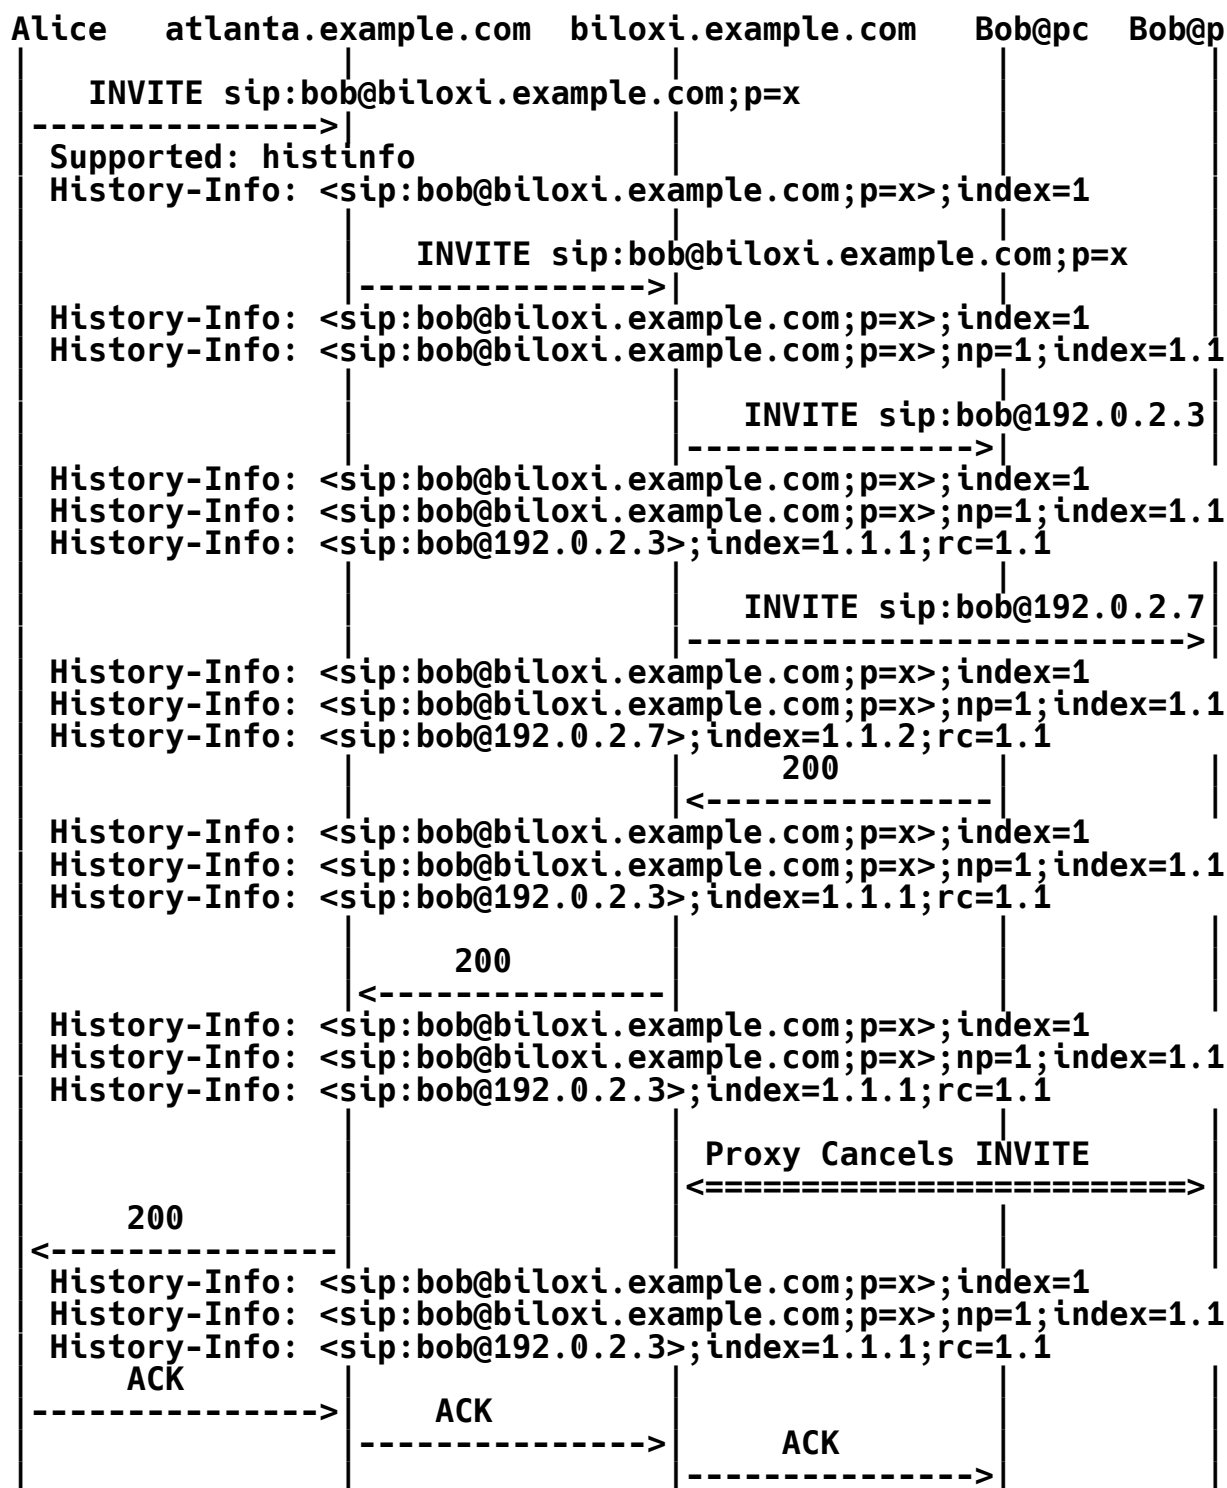 Alice atlanta.example.com biloxi.example.com Bob@pc Bob@p
INVITE sip:bob@biloxi.example.com;p=x
Supported: histinfo
History-Info: <sip:bob@biloxi.example.com;p=x>;index=1
INVITE sip:bob@biloxi.example.com;p=x
History-Info: <sip:bob@biloxi.example.com;p=x>;index=1
History-Info: <sip:bob@biloxi.example.com;p=x>;np=1;index=1.1
INVITE sip:bob@192.0.2.3
History-Info: <sip:bob@biloxi.example.com;p=x>;index=1
History-Info: <sip:bob@biloxi.example.com;p=x>;np=1;index=1.1
History-Info: <sip:bob@192.0.2.3>;index=1.1.1;rc=1.1
INVITE sip:bob@192.0.2.7
History-Info: <sip:bob@biloxi.example.com;p=x>;index=1
History-Info: <sip:bob@biloxi.example.com;p=x>;np=1;index=1.1
History-Info: <sip:bob@192.0.2.7>;index=1.1.2;rc=1.1
200
History-Info: <sip:bob@biloxi.example.com;p=x>;index=1
History-Info: <sip:bob@biloxi.example.com;p=x>;np=1;index=1.1
History-Info: <sip:bob@192.0.2.3>;index=1.1.1;rc=1.1
200
History-Info: <sip:bob@biloxi.example.com;p=x>;index=1
History-Info: <sip:bob@biloxi.example.com;p=x>;np=1;index=1.1
History-Info: <sip:bob@192.0.2.3>;index=1.1.1;rc=1.1
Proxy Cancels INVITE
200
History-Info: <sip:bob@biloxi.example.com;p=x>;index=1
History-Info: <sip:bob@biloxi.example.com;p=x>;np=1;index=1.1
History-Info: <sip:bob@192.0.2.3>;index=1.1.1;rc=1.1
ACK
ACK
ACK